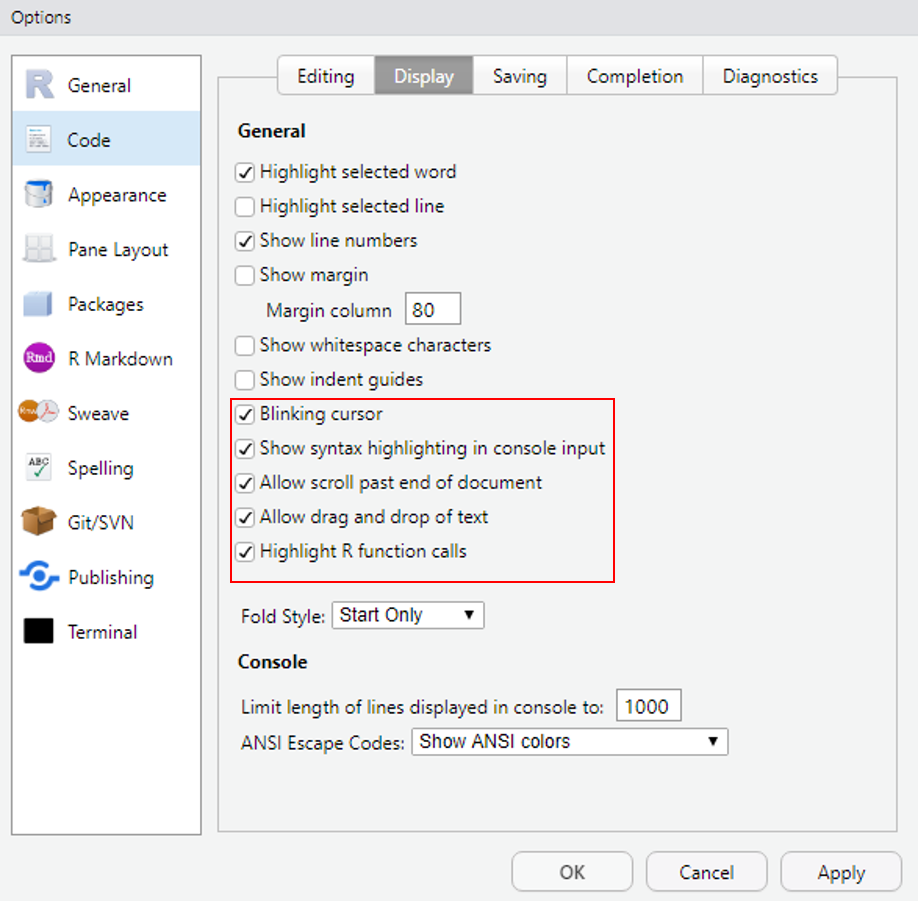 Options
General
Code
Appearance
Pane Layout
Packages
Rmd R Markdown
Sweave
ABC Spelling
Git/SVN
Publishing
Terminal
Editing Display Saving Completion Diagnostics
General
Highlight selected word
Highlight selected line
Show line numbers
Show margin
Margin column 80
Show whitespace characters
Show indent guides
Blinking cursor
Show syntax highlighting in console input
Allow scroll past end of document
Allow drag and drop of text
Highlight R function calls
Fold Style: Start Only
Console
Limit length of lines displayed in console to: 1000
ANSI Escape Codes: Show ANSI colors
OK Cancel Apply